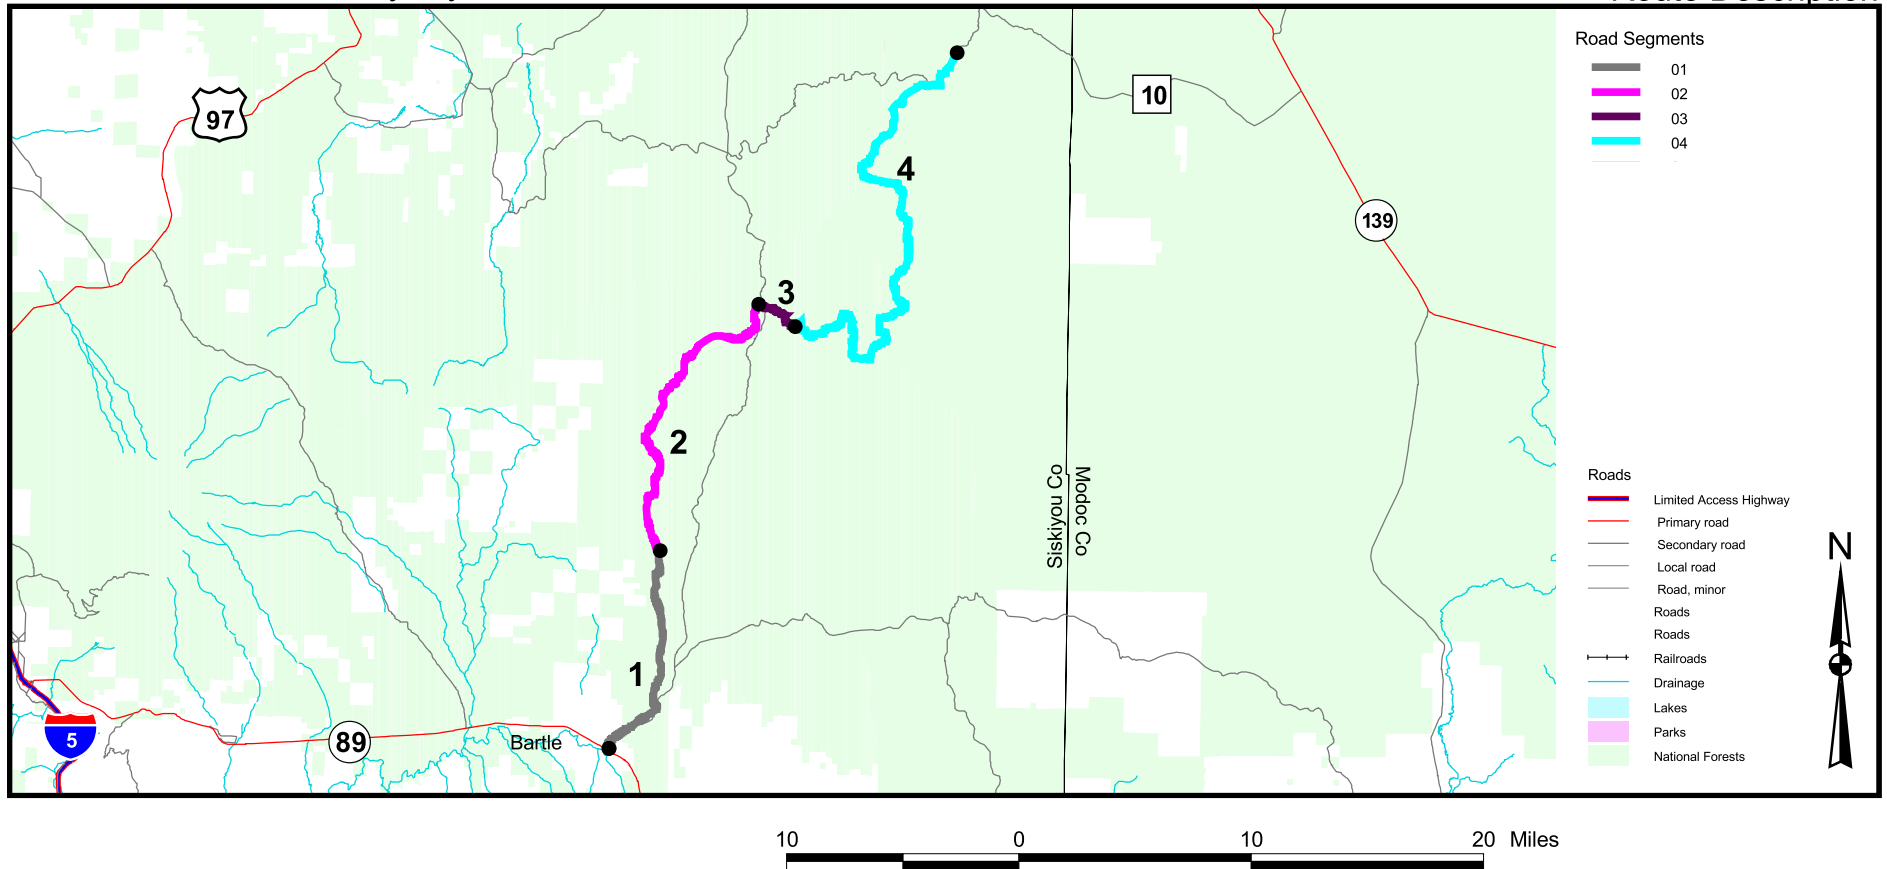 Route Description
Road Segments
01
02
03
04
97
10
139
4
3
2
1
Siskiyou Co
Modoc Co
Bartle
89
5
Roads
Limited Access Highway
Primary road
Secondary road
Local road
Road, minor
Roads
Roads
Railroads
Drainage
Lakes
Parks
National Forests
N
10 0 10 20 Miles